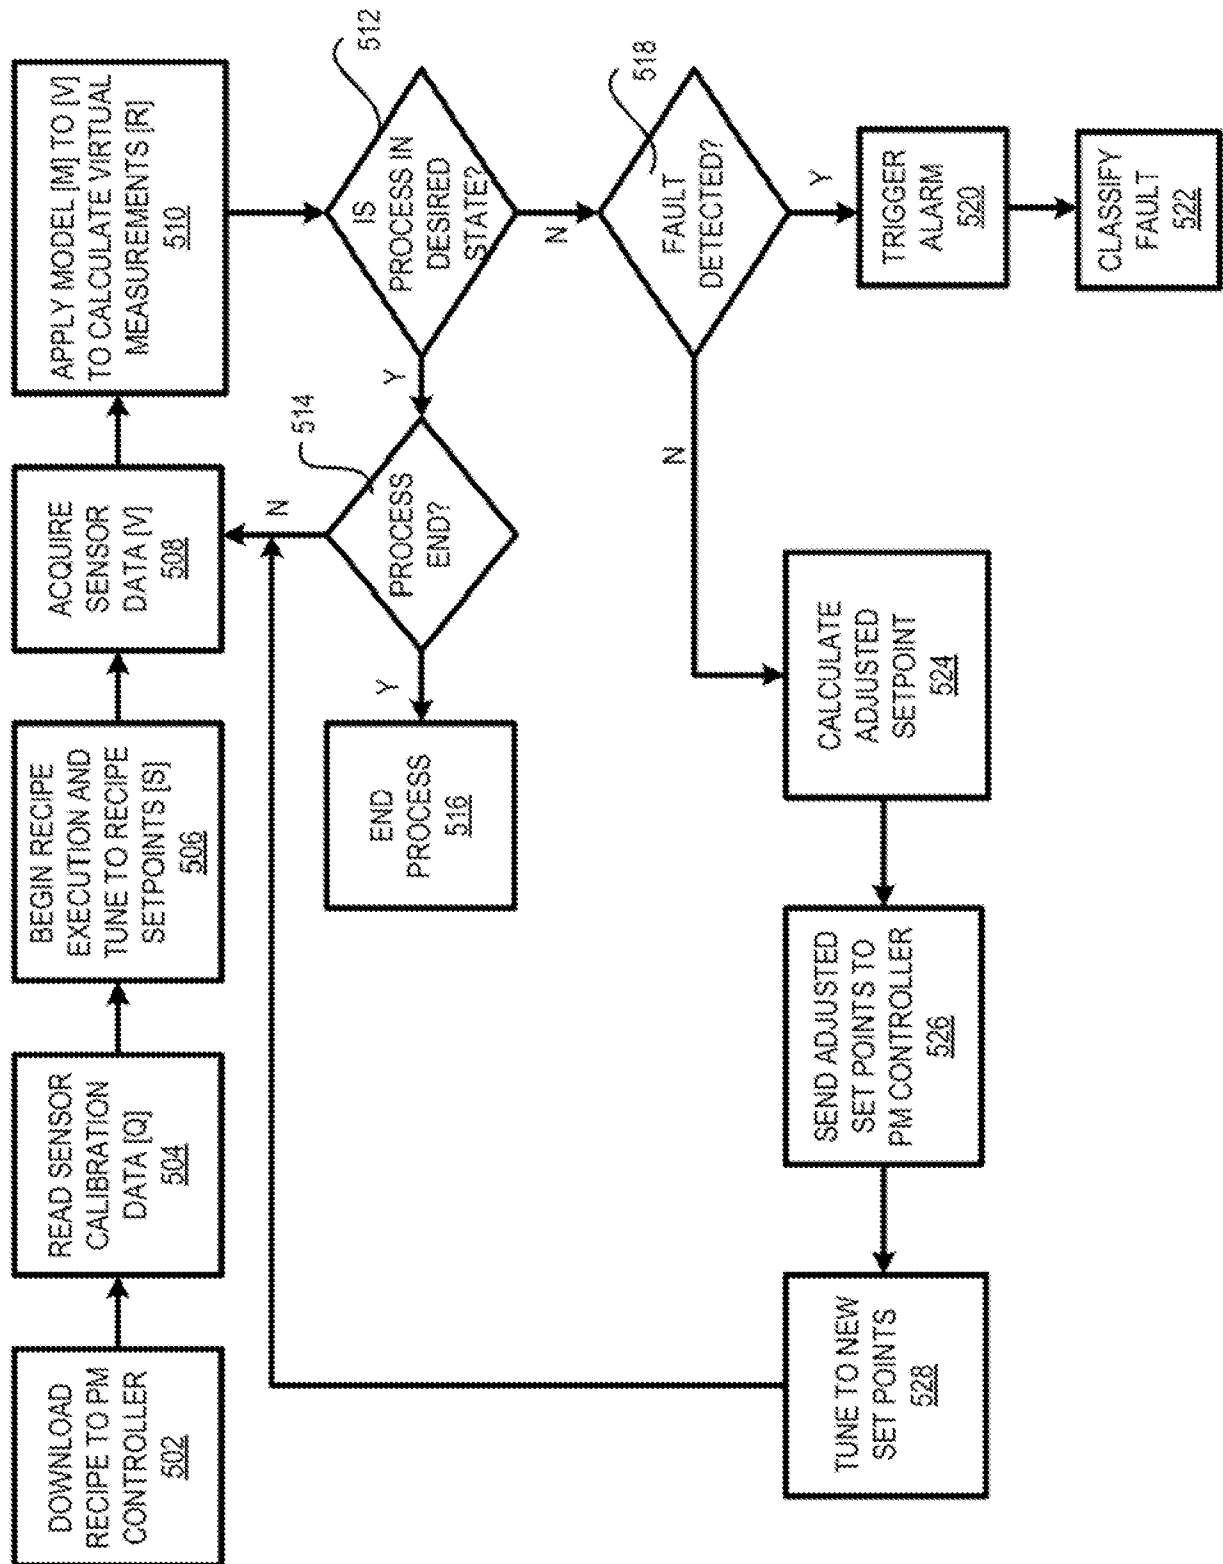 DOWNLOAD
RECIPE TO PM
CONTROLLER
502
READ SENSOR
CALIBRATION
DATA [Q]
504
BEGIN RECIPE
EXECUTION AND
TUNE TO RECIPE
SETPOINTS [S]
506
ACQUIRE
SENSOR
DATA [V]
508
APPLY MODEL [M] TO [V]
TO CALCULATE VIRTUAL
MEASUREMENTS [R]
510
IS
PROCESS IN
DESIRED
STATE?
512
Y
N
PROCESS
END?
514
N
Y
END
PROCESS
516
FAULT
DETECTED?
518
Y
N
TRIGGER
ALARM
520
CLASSIFY
FAULT
522
CALCULATE
ADJUSTED
SETPOINT
524
SEND ADJUSTED
SET POINTS TO
PM CONTROLLER
526
TUNE TO NEW
SET POINTS
528